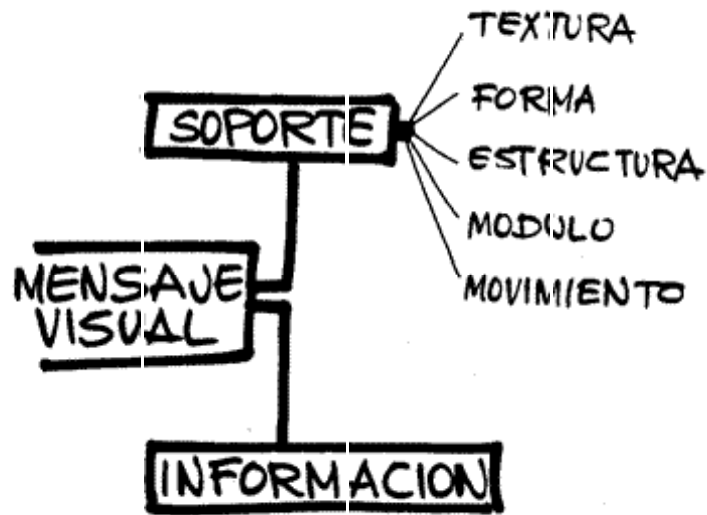 TEXTURA
FORMA
SOPORTE
ESTRUCTURA
MODULO
MENSAJE
VISUAL
MOVIMIENTO
INFORMACION